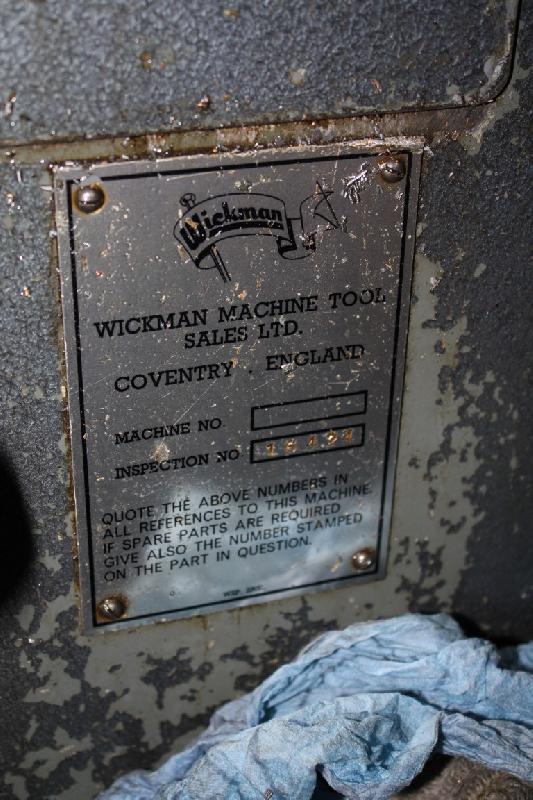 Wickman
WICKMAN MACHINE TOOL
SALES LTD.
COVENTRY . ENGLAND
MACHINE NO.
INSPECTION NO
QUOTE THE ABOVE NUMBERS IN
ALL REFERENCES TO THIS MACHINE
IF SPARE PARTS ARE REQUIRED
GIVE ALSO THE NUMBER STAMPED
ON THE PART IN QUESTION.